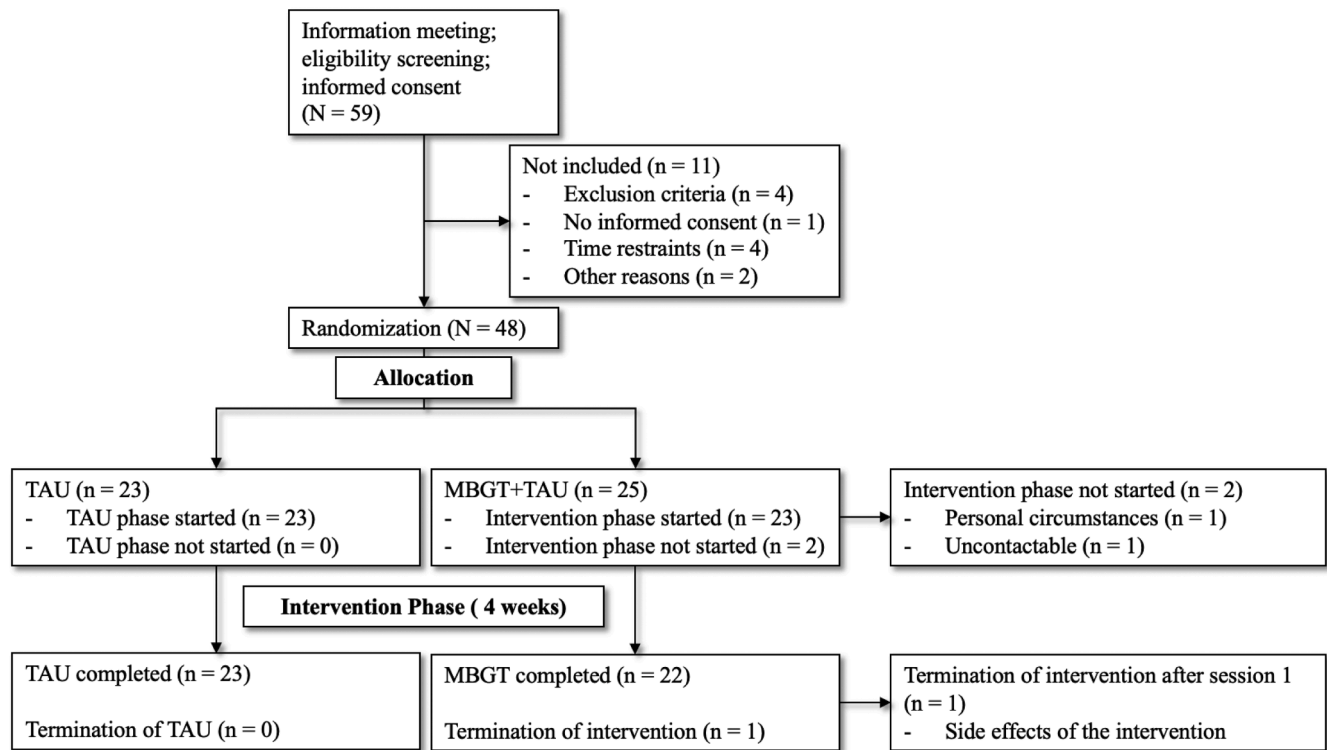 Information meeting;
eligibility screening;
informed consent
(N = 59)
Not included (n = 11)
- Exclusion criteria (n = 4)
- No informed consent (n = 1)
- Time restraints (n = 4)
- Other reasons (n = 2)
Randomization (N = 48)
Allocation
TAU (n = 23)
- TAU phase started (n = 23)
- TAU phase not started (n = 0)
MBGT+TAU (n = 25)
- Intervention phase started (n = 23)
- Intervention phase not started (n = 2)
Intervention phase not started (n = 2)
- Personal circumstances (n = 1)
- Uncontactable (n = 1)
Intervention Phase ( 4 weeks)
TAU completed (n = 23)
Termination of TAU (n = 0)
MBGT completed (n = 22)
Termination of intervention (n = 1)
Termination of intervention after session 1
(n = 1)
- Side effects of the intervention